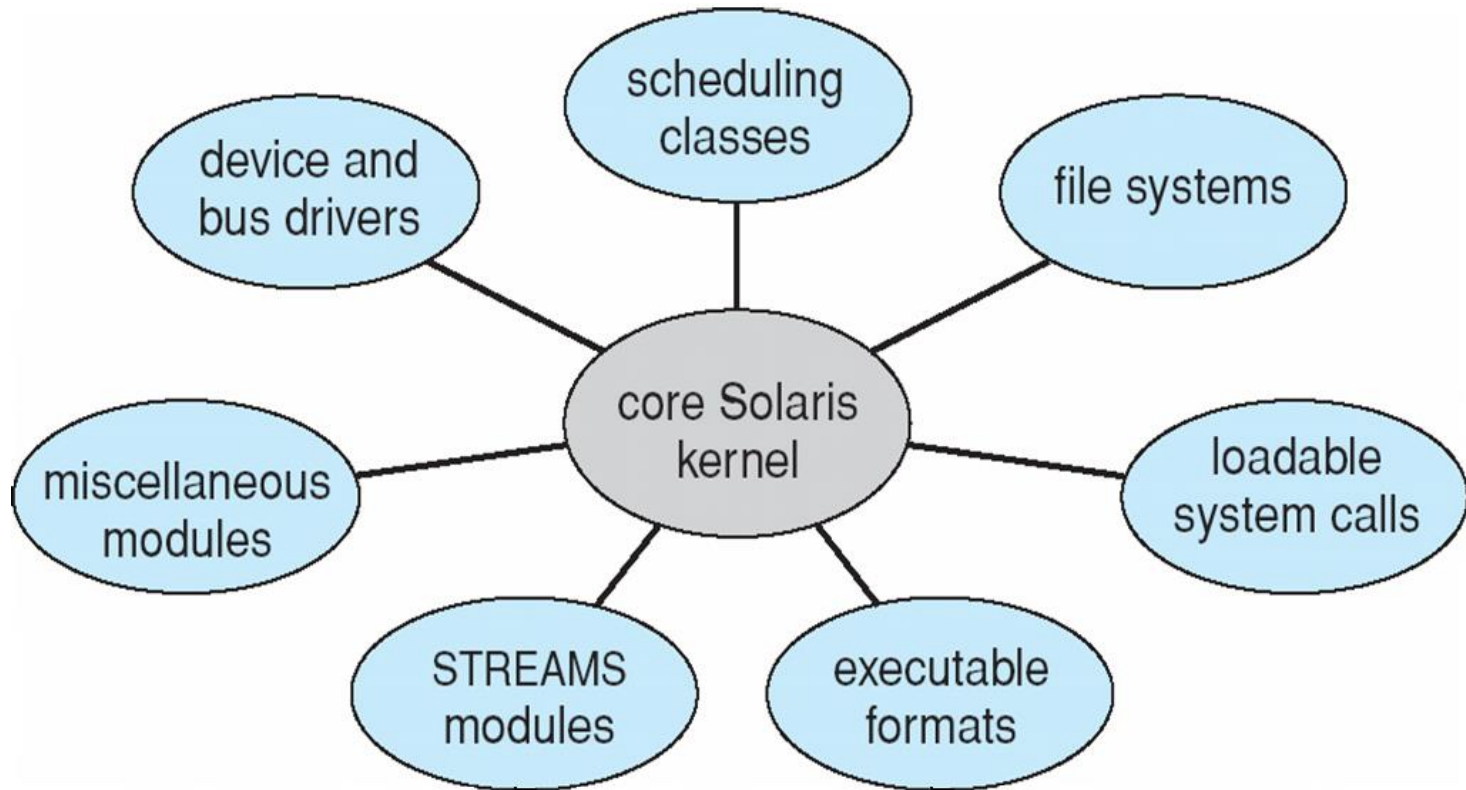 scheduling
classes
device and
bus drivers
file systems
core Solaris
kernel
miscellaneous
modules
loadable
system calls
STREAMS
modules
executable
formats